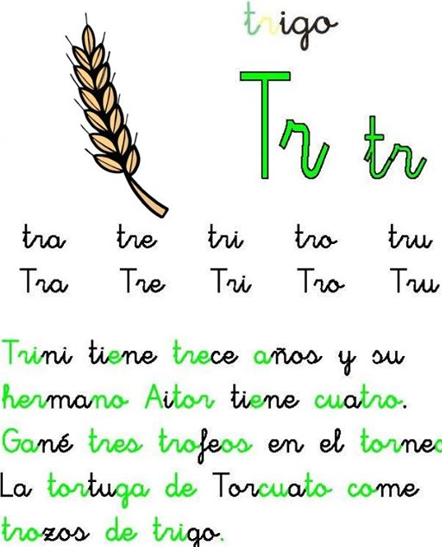 trigo
Tr tr
tra tre tri tro tru
Tra Tre Tri Tro Tru
Trini tiene trece años y su
hermano Aitor tiene cuatro.
Gané tres trofeos en el torneo
La tortuga de Torcuato come
trozos de trigo.